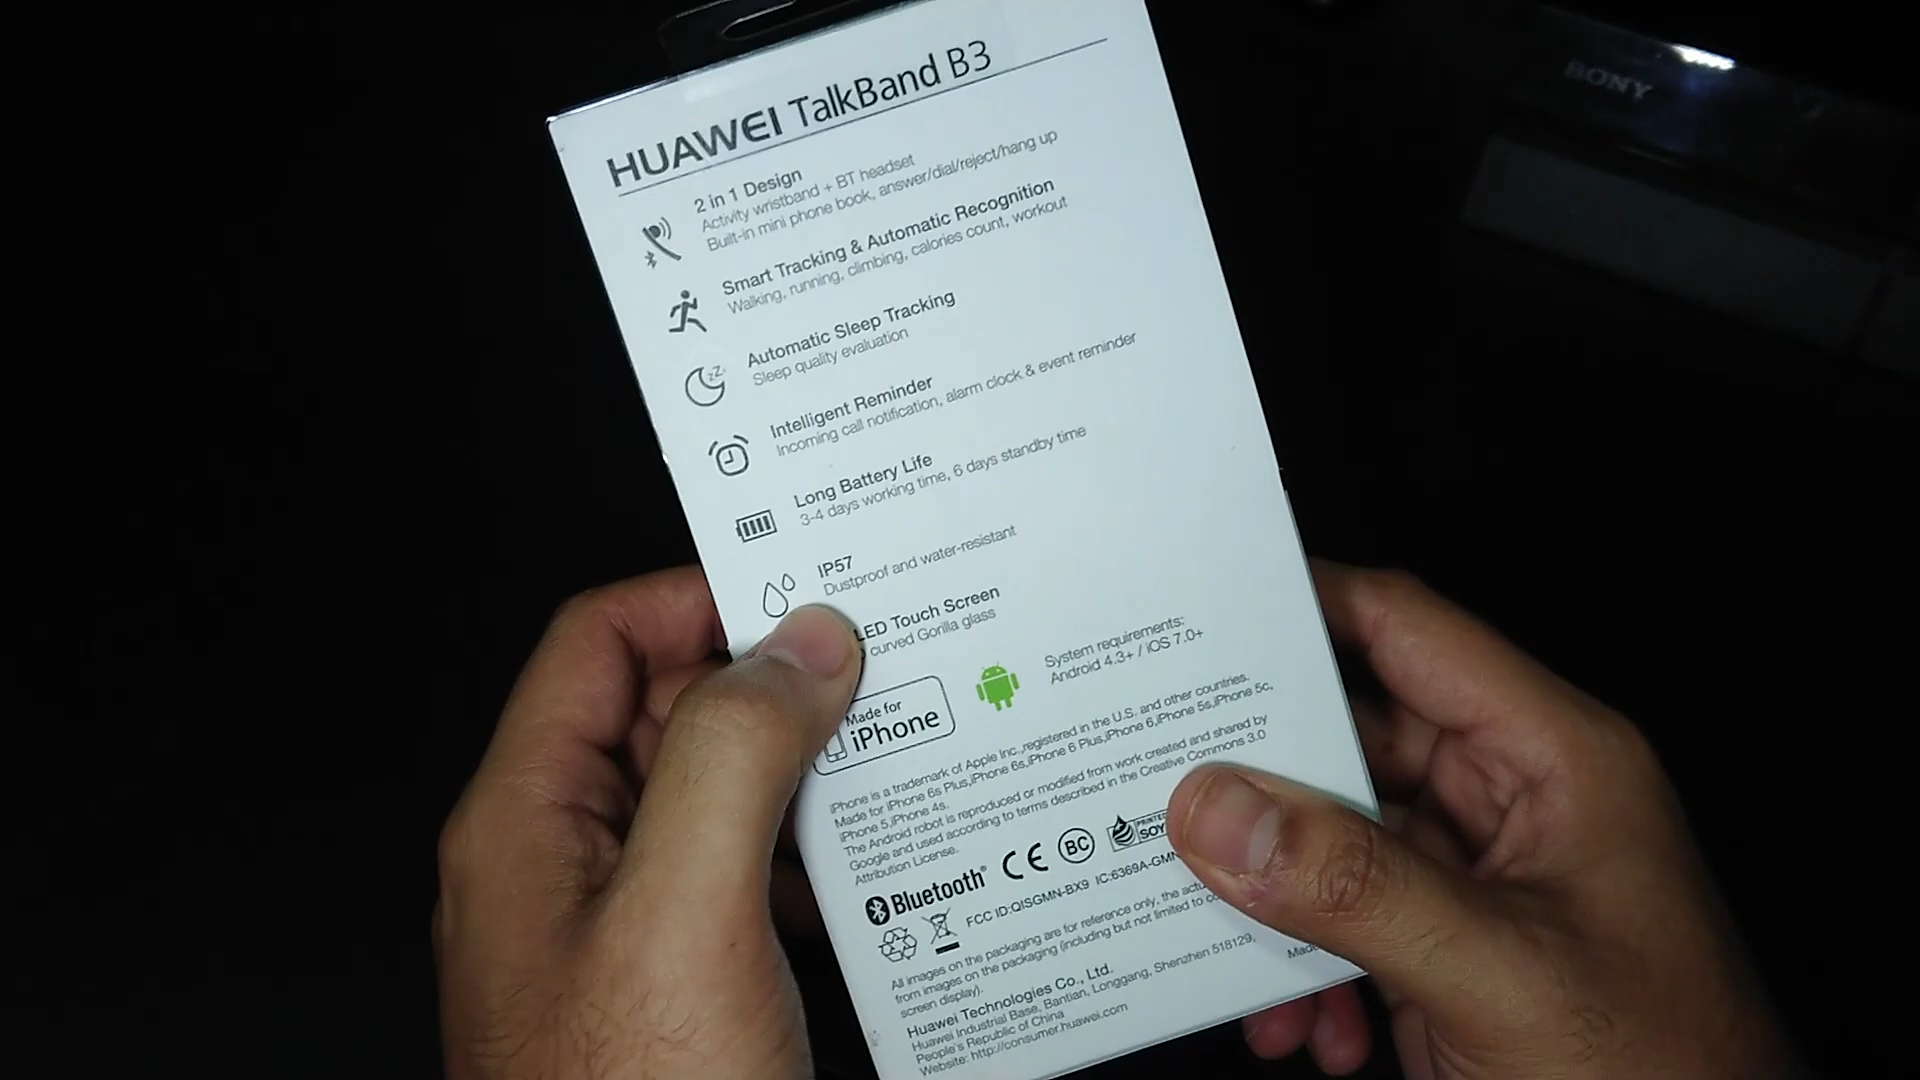 HUAWEI TalkBand B3
2 in 1 Design
Activity wristband + BT headset
Built-in mini phone book, answer/dial/reject/hang up
Smart Tracking & Automatic Recognition
Walking, running, climbing, calories count, workout
Automatic Sleep Tracking
Sleep quality evaluation
Intelligent Reminder
Incoming call notification, alarm clock & event reminder
Long Battery Life
3-4 days working time, 6 days standby time
IP57
Dustproof and water-resistant
LED Touch Screen
curved Gorilla glass
System requirements:
Android 4.3+ / iOS 7.0+
Made for
iPhone
iPhone is a trademark of Apple Inc.,registered in the U.S. and other countries.
Made for iPhone 6s Plus,iPhone 6s,iPhone 6 Plus,iPhone 6,iPhone 5s,iPhone 5c,
iPhone 5,iPhone 4s.
The Android robot is reproduced or modified from work created and shared by
Google and used according to terms described in the Creative Commons 3.0
Attribution License.
Bluetooth® CE BC PRINTED SOY
FCC ID:QISGMN-BX9 IC:6369A-GMN
All images on the packaging are for reference only, the
from images on the packaging (including but not limited to
screen display).
Huawei Technologies Co., Ltd.
Huawei Industrial Base, Bantian, Longgang, Shenzhen 518129,
People's Republic of China
Website: http://consumer.huawei.com
Made
SONY